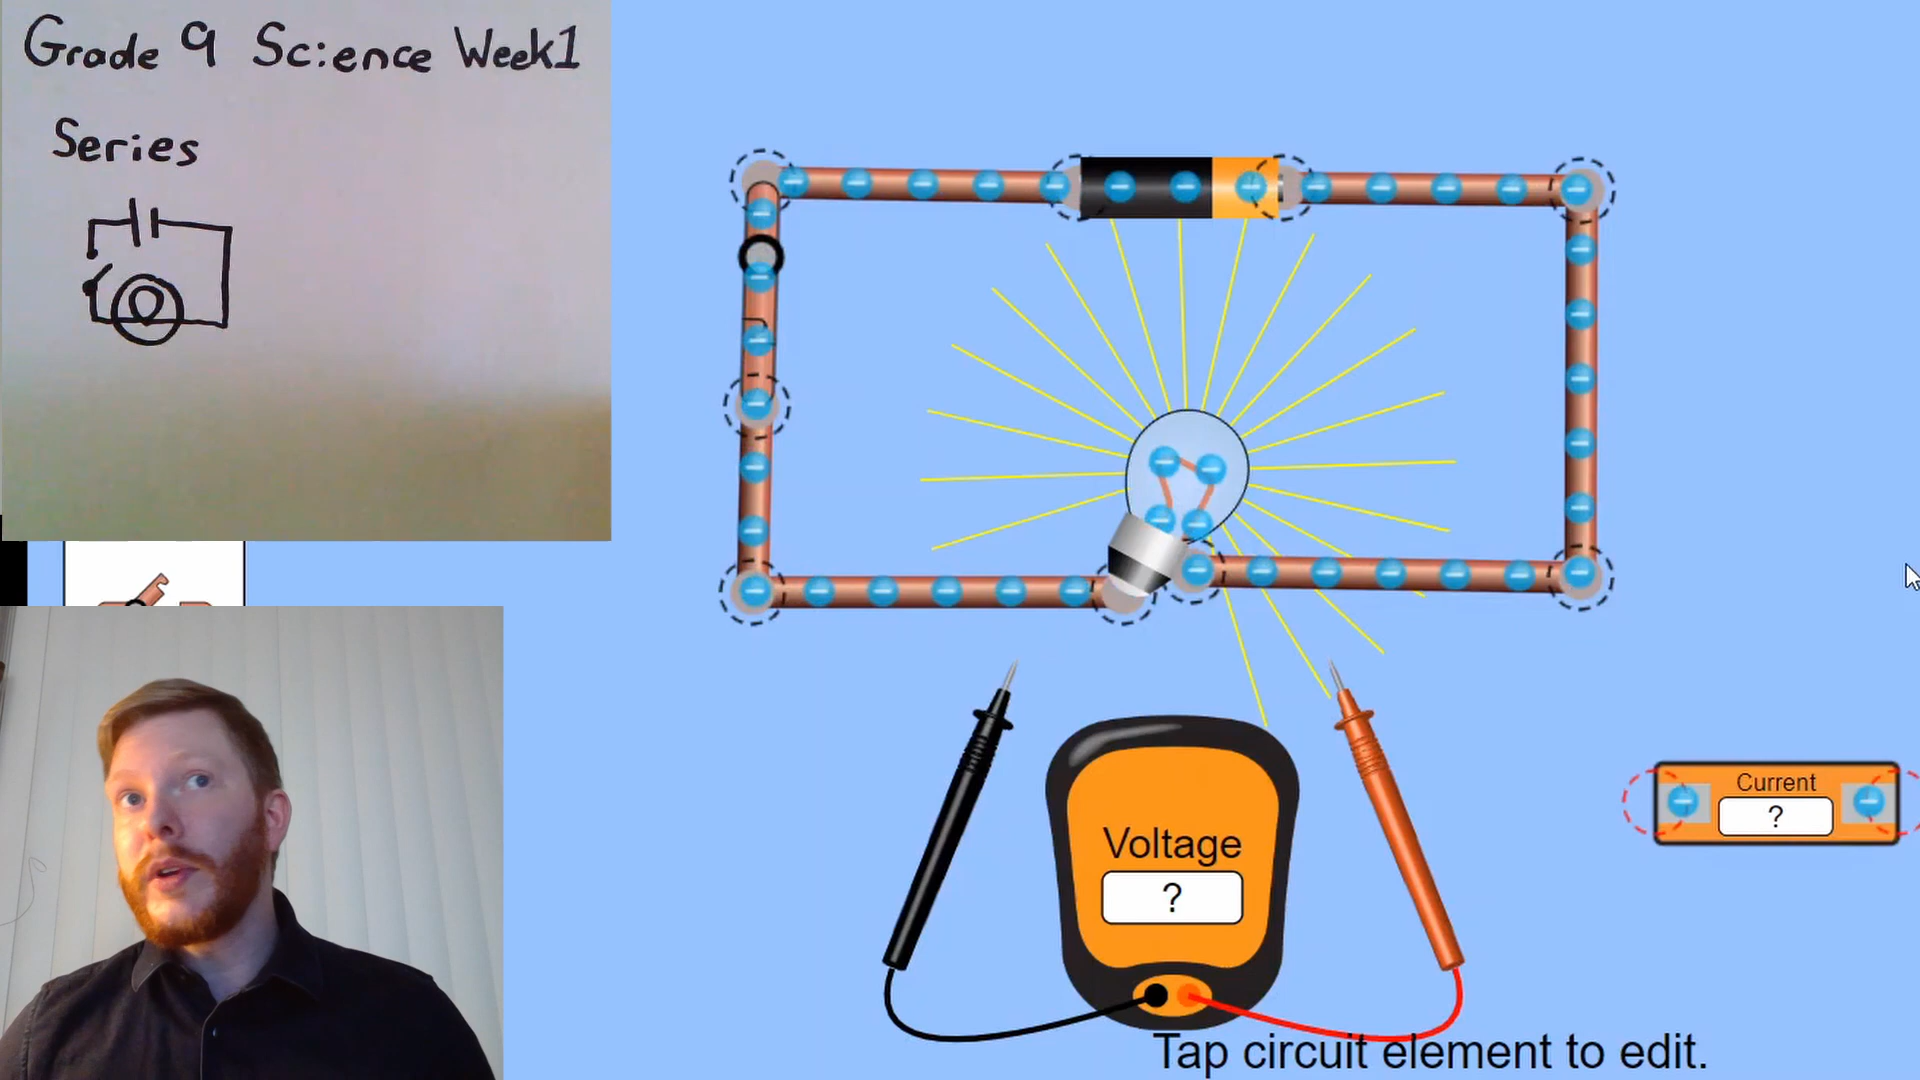 Grade 9 Science Week1
Series
Voltage
?
Current
?
Tap circuit element to edit.